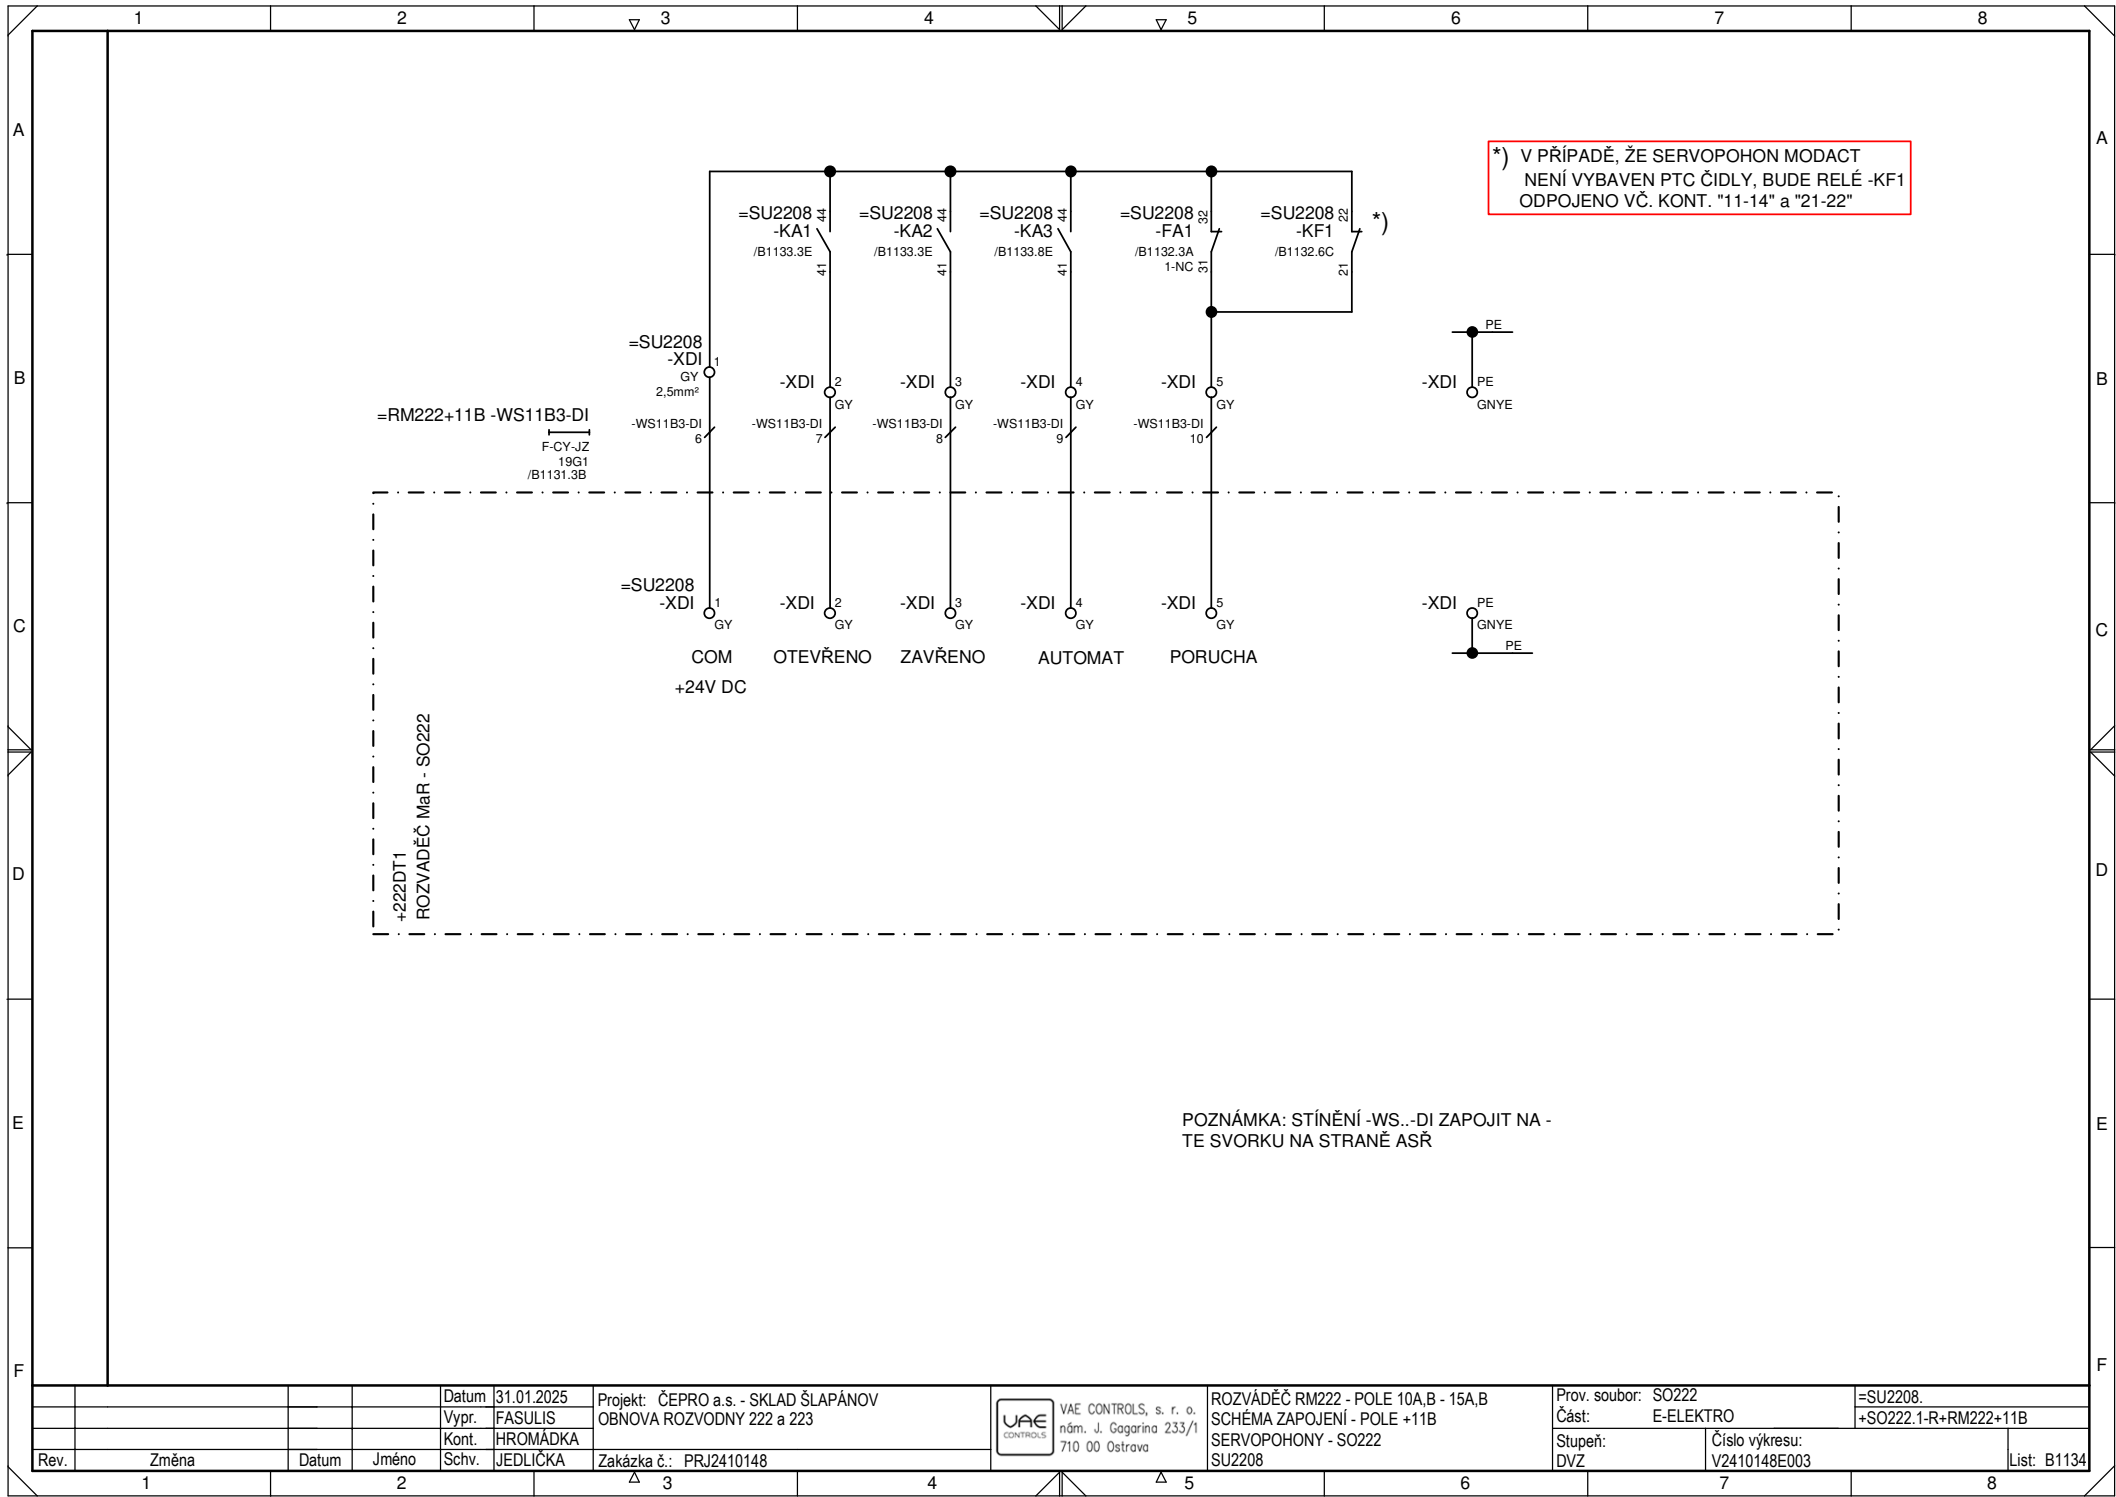 1 2 3 4 5 6 7 8
A A
B B
C C
D D
E E
F F
*) V PŘÍPADĚ, ŽE SERVOPOHON MODACT
NENÍ VYBAVEN PTC ČIDLY, BUDE RELÉ -KF1
ODPOJENO VČ. KONT. "11-14" a "21-22"
=SU2208 44
-KA1
/B1133.3E
41
=SU2208 44
-KA2
/B1133.3E
41
=SU2208 44
-KA3
/B1133.8E
41
=SU2208 32
-FA1
/B1132.3A
1-NC 31
=SU2208 22 *)
-KF1
/B1132.6C
21
=SU2208
-XDI 1
GY
2,5mm²
-XDI 2
GY
-XDI 3
GY
-XDI 4
GY
-XDI 5
GY
PE
-XDI PE
GNYE
=RM222+11B -WS11B3-DI
F-CY-JZ
19G1
/B1131.3B
-WS11B3-DI
6
-WS11B3-DI
7
-WS11B3-DI
8
-WS11B3-DI
9
-WS11B3-DI
10
=SU2208
-XDI 1
GY
-XDI 2
GY
-XDI 3
GY
-XDI 4
GY
-XDI 5
GY
-XDI PE
GNYE
PE
COM OTEVŘENO ZAVŘENO AUTOMAT PORUCHA
+24V DC
+222DT1
ROZVADĚČ MaR - SO222
POZNÁMKA: STÍNĚNÍ -WS..-DI ZAPOJIT NA -
TE SVORKU NA STRANĚ ASŘ
Rev. Změna Datum Jméno
Datum 31.01.2025
Vypr. FASULIS
Kont. HROMÁDKA
Schv. JEDLIČKA
Projekt: ČEPRO a.s. - SKLAD ŠLAPÁNOV
OBNOVA ROZVODNY 222 a 223
Zakázka č.: PRJ2410148
VAE
CONTROLS
VAE CONTROLS, s. r. o.
nám. J. Gagarina 233/1
710 00 Ostrava
ROZVÁDĚČ RM222 - POLE 10A,B - 15A,B
SCHÉMA ZAPOJENÍ - POLE +11B
SERVOPOHONY - SO222
SU2208
Prov. soubor: SO222
Část: E-ELEKTRO
Stupeň:
DVZ
=SU2208.
+SO222.1-R+RM222+11B
Číslo výkresu:
V2410148E003
List: B1134
1 2 3 4 5 6 7 8